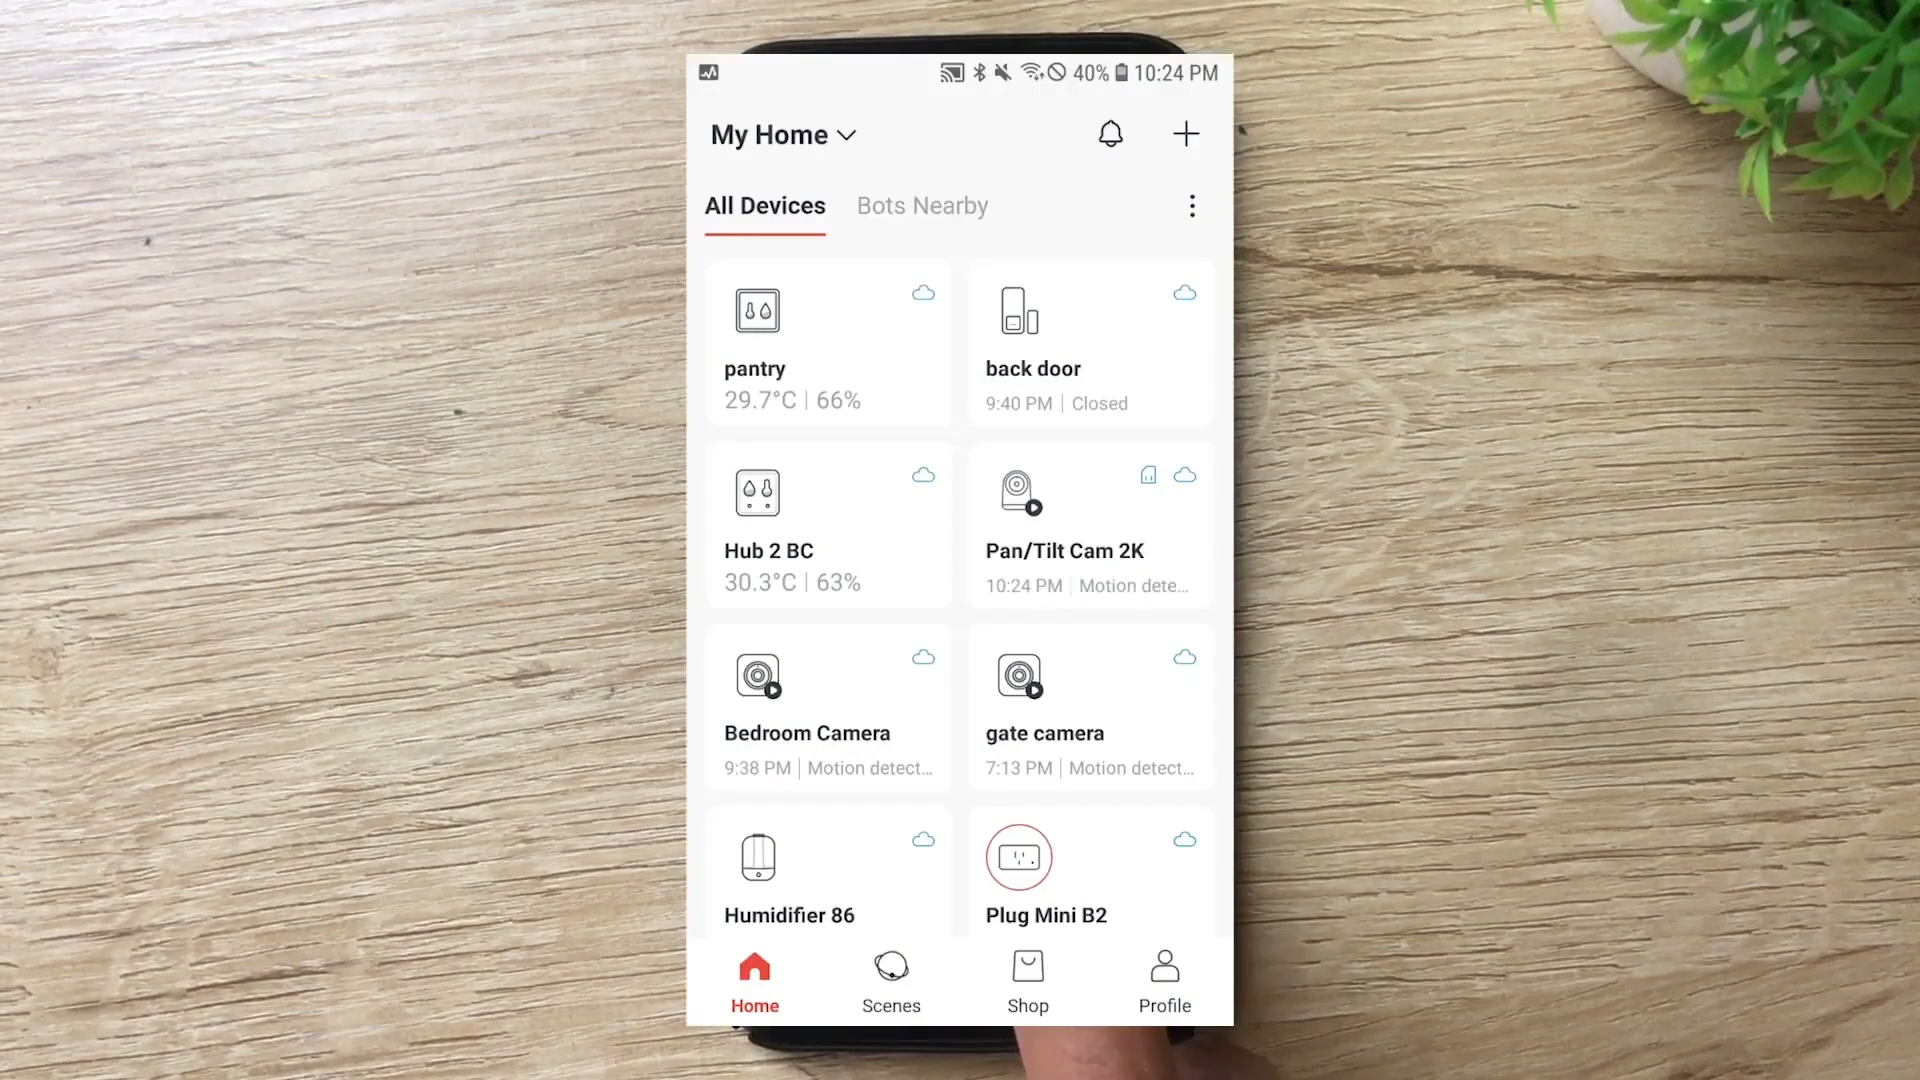 40% 10:24 PM
My Home
All Devices Bots Nearby
pantry
29.7°C | 66%
back door
9:40 PM | Closed
Hub 2 BC
30.3°C | 63%
Pan/Tilt Cam 2K
10:24 PM | Motion dete...
Bedroom Camera
9:38 PM | Motion detect...
gate camera
7:13 PM | Motion detect...
Humidifier 86
Plug Mini B2
Home Scenes Shop Profile